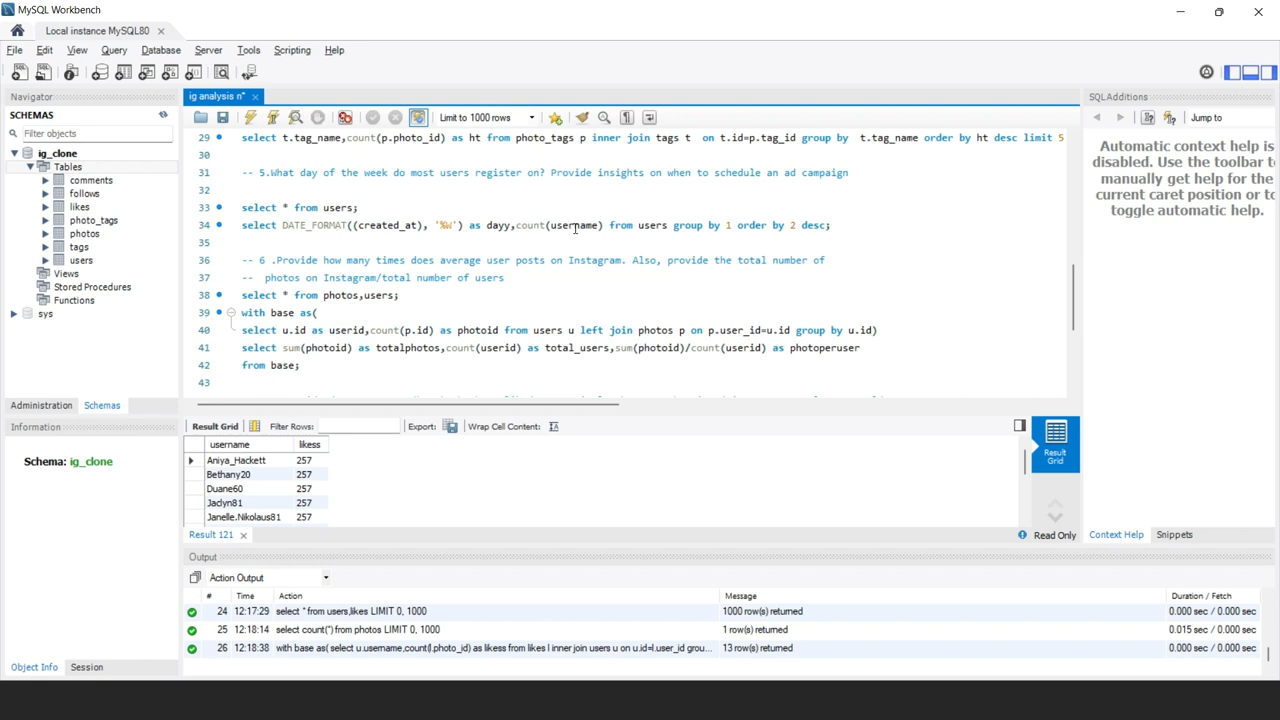 MySQL Workbench
Local instance MySQL80
File Edit View Query Database Server Tools Scripting Help
Navigator
SCHEMAS
Filter objects
ig_clone
Tables
comments
follows
likes
photo_tags
photos
tags
users
Views
Stored Procedures
Functions
sys
Administration Schemas
Information
Schema: ig_clone
Object Info Session
ig analysis n*
Limit to 1000 rows
29 select t.tag_name,count(p.photo_id) as ht from photo_tags p inner join tags t  on t.id=p.tag_id group by  t.tag_name order by ht desc limit 5
30
31 -- 5.What day of the week do most users register on? Provide insights on when to schedule an ad campaign
32
33 select * from users;
34 select DATE_FORMAT((created_at), '%W') as dayy,count(username) from users group by 1 order by 2 desc;
35
36 -- 6 .Provide how many times does average user posts on Instagram. Also, provide the total number of
37 --  photos on Instagram/total number of users
38 select * from photos,users;
39 with base as(
40 select u.id as userid,count(p.id) as photoid from users u left join photos p on p.user_id=u.id group by u.id)
41 select sum(photoid) as totalphotos,count(userid) as total_users,sum(photoid)/count(userid) as photoperuser
42 from base;
43
Result Grid Filter Rows: Export: Wrap Cell Content:
username likess
Aniya_Hackett 257
Bethany20 257
Duane60 257
Jaclyn81 257
Janelle.Nikolaus81 257
Result Grid
Result 121
Read Only
Output
Action Output
# Time Action Message Duration / Fetch
24 12:17:29 select * from users,likes LIMIT 0, 1000 1000 row(s) returned 0.000 sec / 0.000 sec
25 12:18:14 select count(*) from photos LIMIT 0, 1000 1 row(s) returned 0.015 sec / 0.000 sec
26 12:18:38 with base as( select u.username,count(l.photo_id) as likess from likes l inner join users u on u.id=l.user_id grou... 13 row(s) returned 0.000 sec / 0.000 sec
SQLAdditions
Jump to
Automatic context help is
disabled. Use the toolbar t
manually get help for the
current caret position or to
toggle automatic help.
Context Help Snippets